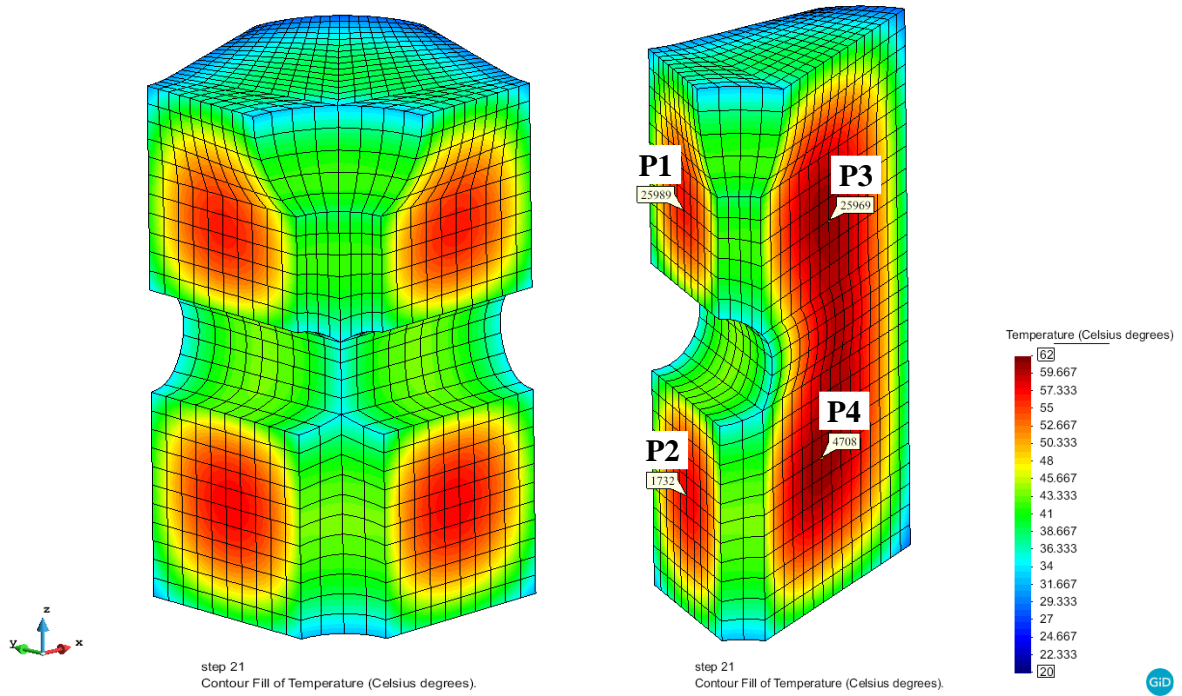 P1
25989
P3
25969
P2
1732
P4
4708
Temperature (Celsius degrees)
62
59.667
57.333
55
52.667
50.333
48
45.667
43.333
41
38.667
36.333
34
31.667
29.333
27
24.667
22.333
20
z
y
x
step 21
Contour Fill of Temperature (Celsius degrees).
step 21
Contour Fill of Temperature (Celsius degrees).
GiD